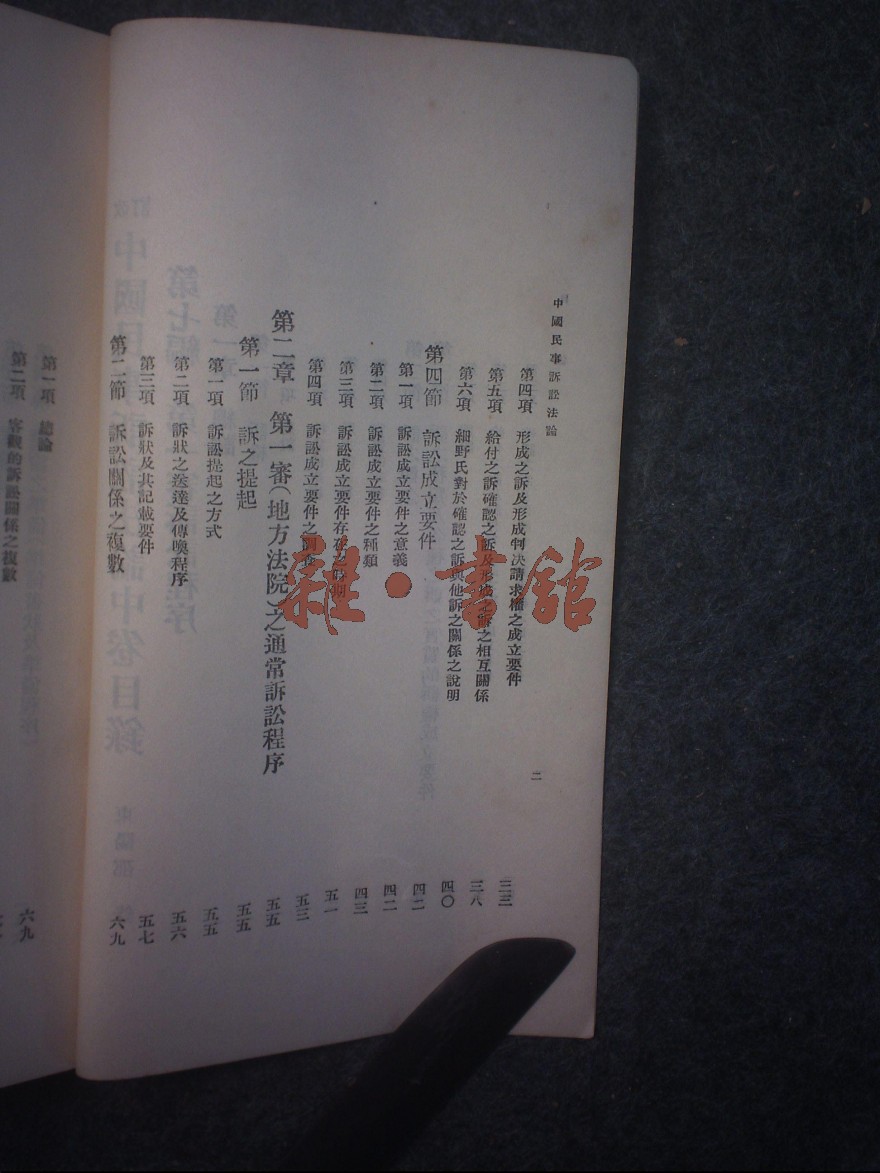 中國民事訴訟法論
二
第四項 形成之訴及形成判決請求權之成立要件 三三
第五項 給付之訴確認之訴及形成之訴之相互關係 三八
第六項 細野氏對於確認之訴與他訴之關係之說明 四〇
第四節 訴訟成立要件 四二
第一項 訴訟成立要件之意義 四二
第二項 訴訟成立要件之種類 四三
第三項 訴訟成立要件存在之時期 五一
第四項 訴訟成立要件之調查 五三
第二章 第一審(地方法院)之通常訴訟程序 五五
第一節 訴之提起 五五
第一項 訴訟提起之方式 五五
第二項 訴狀之送達及傳喚程序 五六
第三項 訴狀及其記載要件 五七
第二節 訴訟關係之複數 六九
第一項 總論 六九
第二項 客觀的訴訟關係之複數
雜·書館